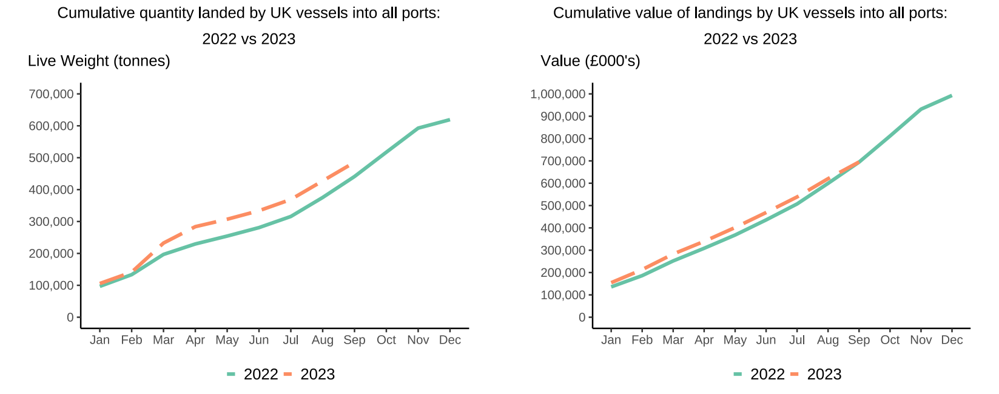 Cumulative quantity landed by UK vessels into all ports:
2022 vs 2023
Live Weight (tonnes)
700,000
600,000
500,000
400,000
300,000
200,000
100,000
0
Jan Feb Mar Apr May Jun Jul Aug Sep Oct Nov Dec
2022 2023
Cumulative value of landings by UK vessels into all ports:
2022 vs 2023
Value (£000's)
1,000,000
900,000
800,000
700,000
600,000
500,000
400,000
300,000
200,000
100,000
0
Jan Feb Mar Apr May Jun Jul Aug Sep Oct Nov Dec
2022 2023